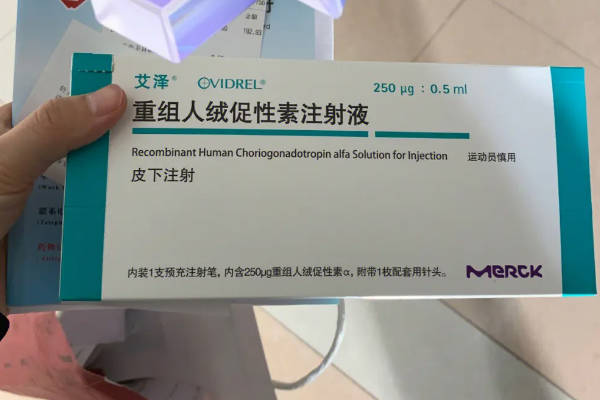 192.53
艾泽® OVIDREL® 250 μg : 0.5 ml
重组人绒促性素注射液
Recombinant Human Choriogonadotropin alfa Solution for Injection 运动员慎用
皮下注射
内装1支预充注射笔，内含250μg重组人绒促性素α，附带1枚配套用针头。
MERCK